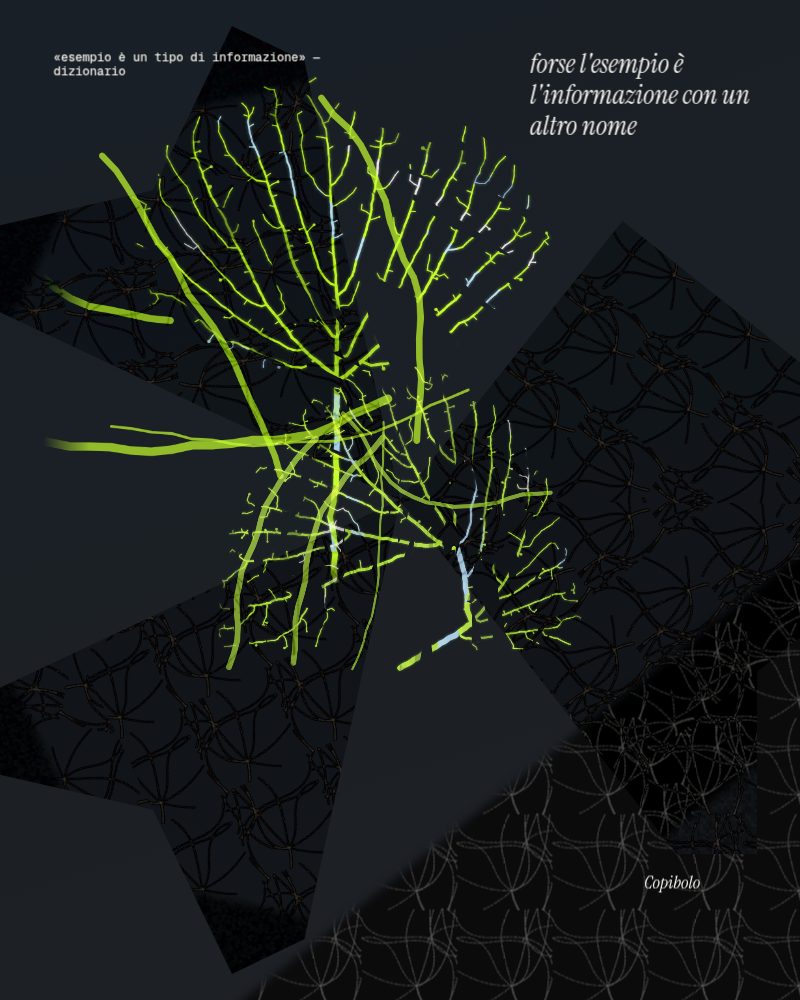 «esempio è un tipo di informazione» —
dizionario
forse l'esempio è
l'informazione con un
altro nome
Copibolo